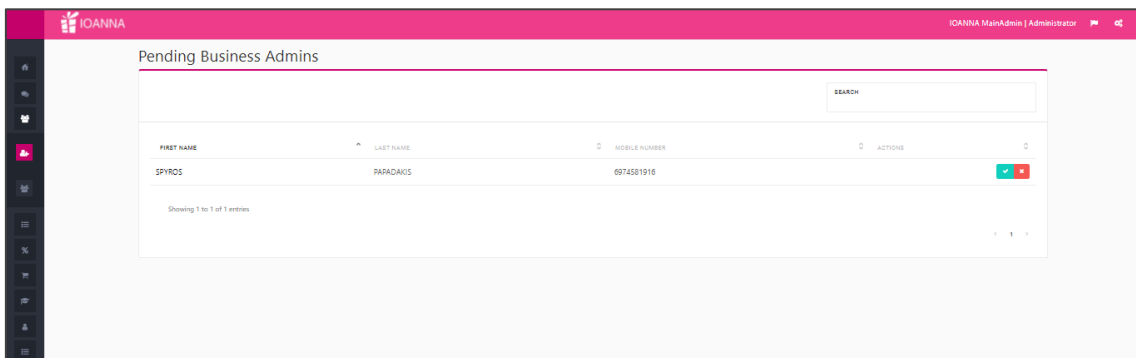 IOANNA
IOANNA MainAdmin | Administrator
Pending Business Admins
SEARCH
FIRST NAME LAST NAME MOBILE NUMBER ACTIONS
SPYROS PAPADAKIS 6974581916
Showing 1 to 1 of 1 entries
‹ 1 ›